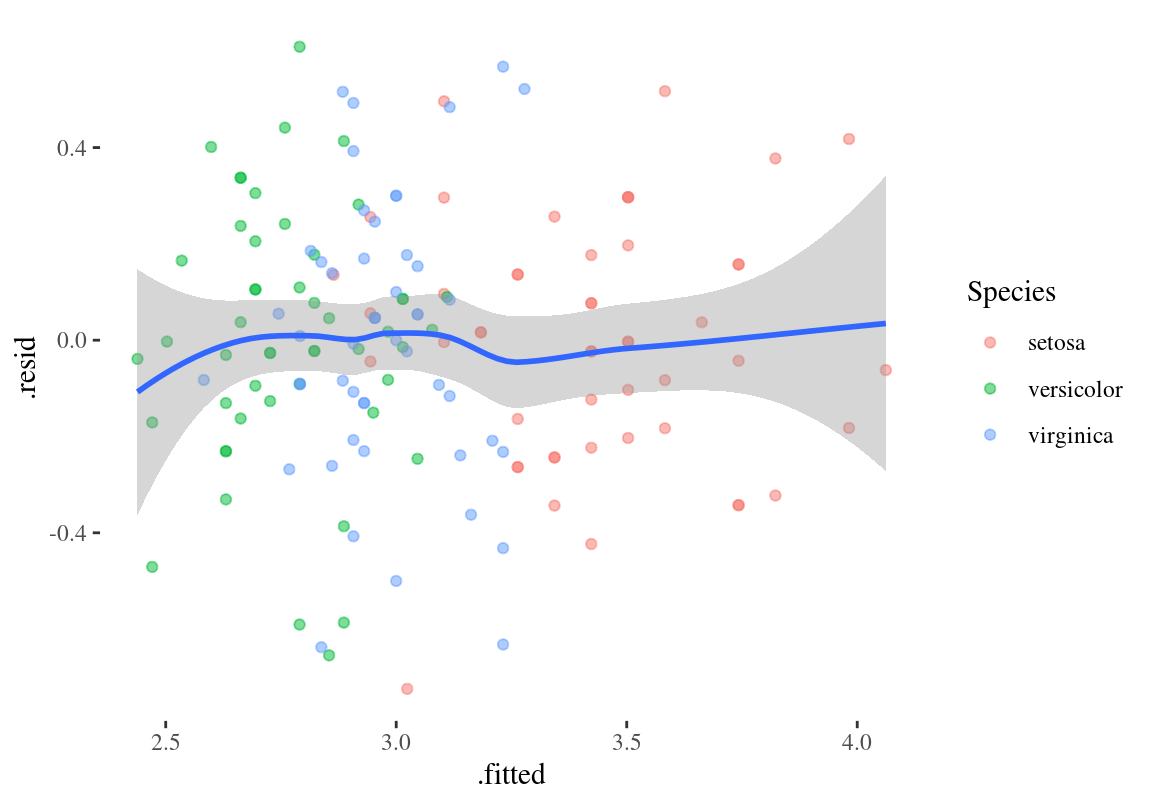 .resid
0.4
0.0
-0.4
2.5 3.0 3.5 4.0
.fitted
Species
setosa
versicolor
virginica